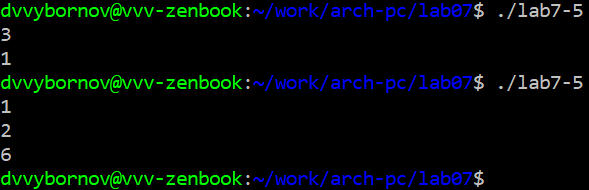 dvvybornov@vvv-zenbook:~/work/arch-pc/lab07$ ./lab7-5
3
1
dvvybornov@vvv-zenbook:~/work/arch-pc/lab07$ ./lab7-5
1
2
6
dvvybornov@vvv-zenbook:~/work/arch-pc/lab07$